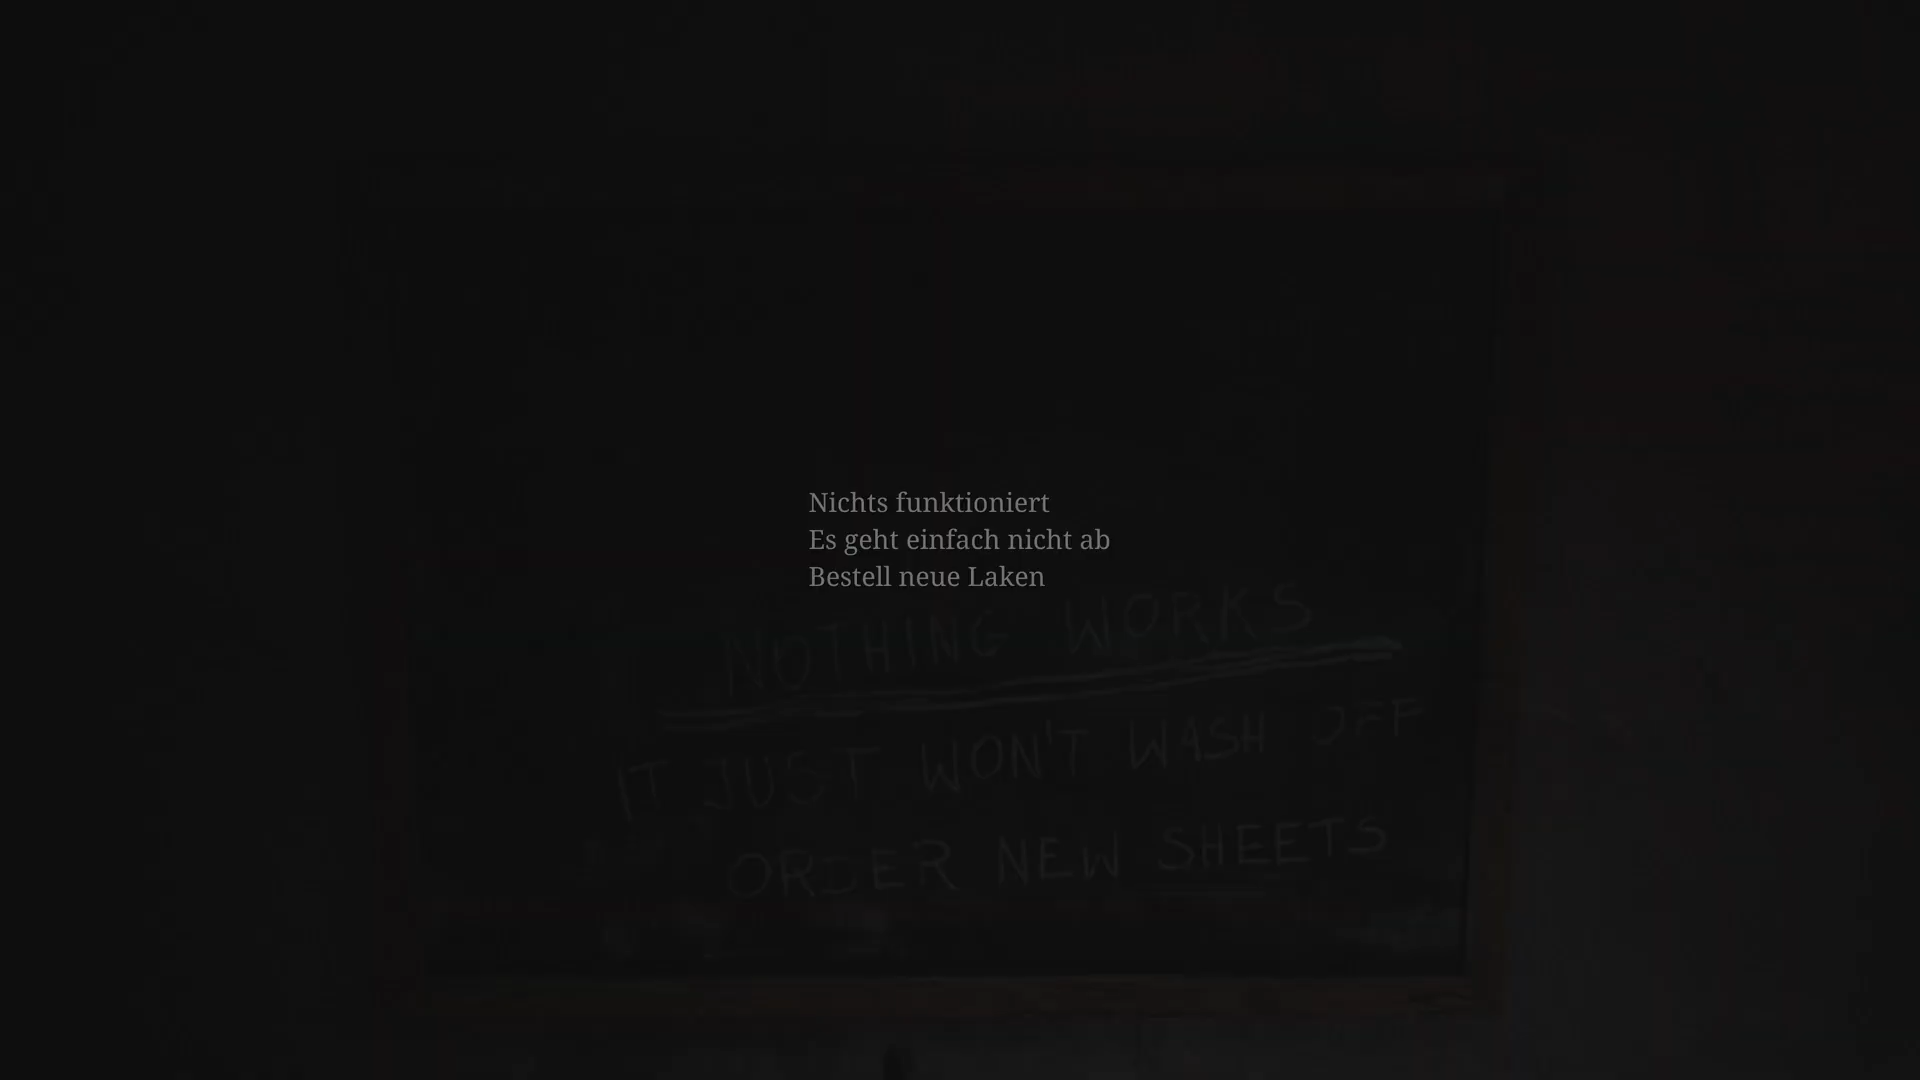 Nichts funktioniert
Es geht einfach nicht ab
Bestell neue Laken
NOTHING WORKS
IT JUST WON'T WASH OFF
ORDER NEW SHEETS